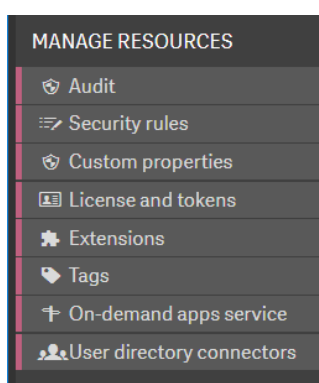 MANAGE RESOURCES
Audit
Security rules
Custom properties
License and tokens
Extensions
Tags
On-demand apps service
User directory connectors